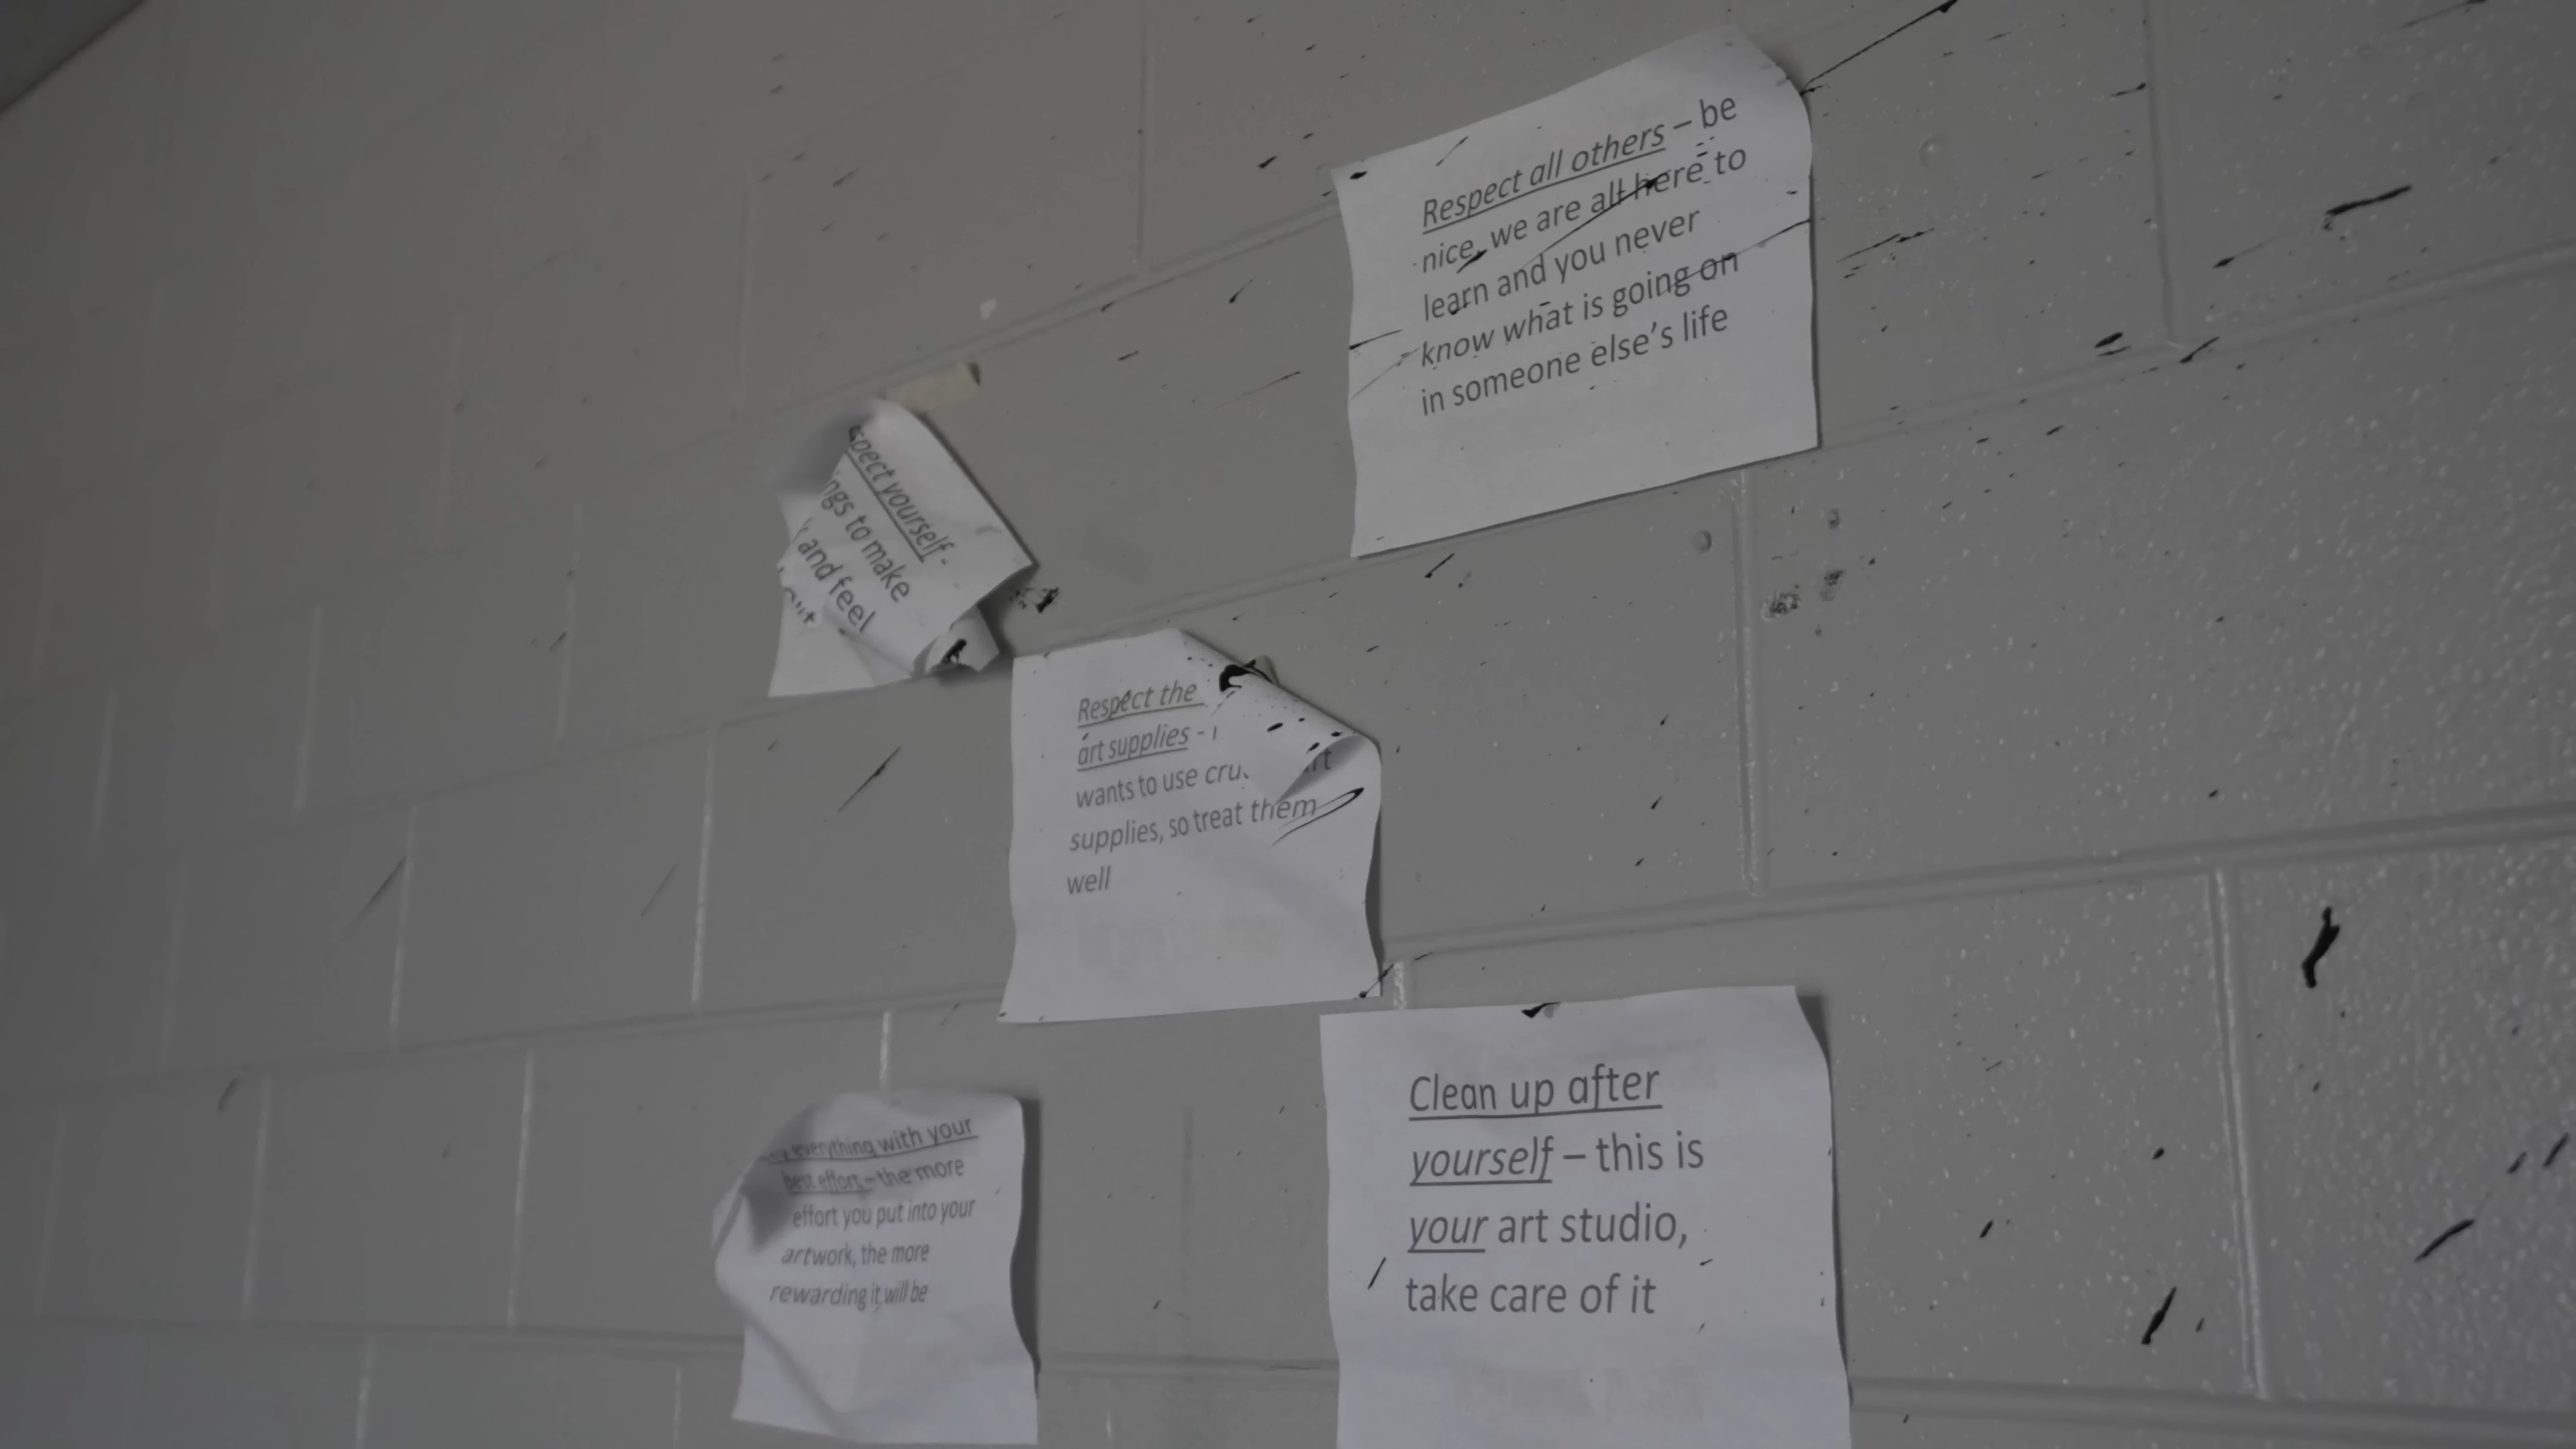 Respect all others – be
nice, we are all here to
learn and you never
know what is going on
in someone else's life
yourself -
to make
and feel
Respect the
art supplies -
wants to use
supplies, so treat them
well
everything with your
best effort – the more
effort you put into your
artwork, the more
rewarding it will be
Clean up after
yourself – this is
your art studio,
take care of it